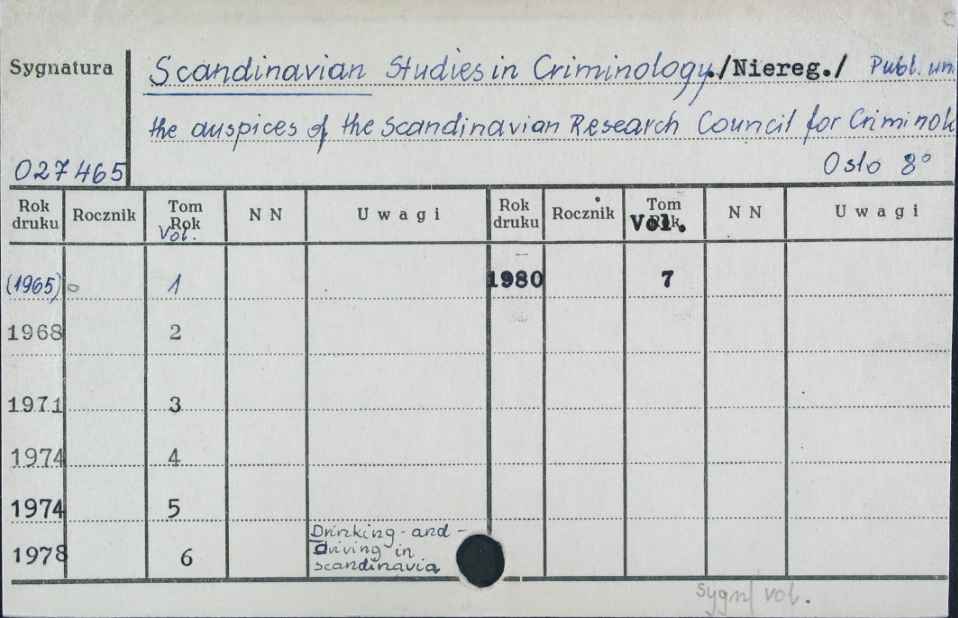 Sygnatura
Scandinavian Studies in Criminology./Niereg./ Publ. un
the auspices of the Scandinavian Research Council for Criminol
027465
Oslo 8°
Rok druku Rocznik Tom Rok Vol. N N Uwagi Rok druku Rocznik Tom Rok Vol. N N Uwagi
(1965) 1 1980 7
1968 2
1971 3
1974 4
1974 5
1978 6 Drinking-and-
driving in
scandinavia
sygn/ vol.